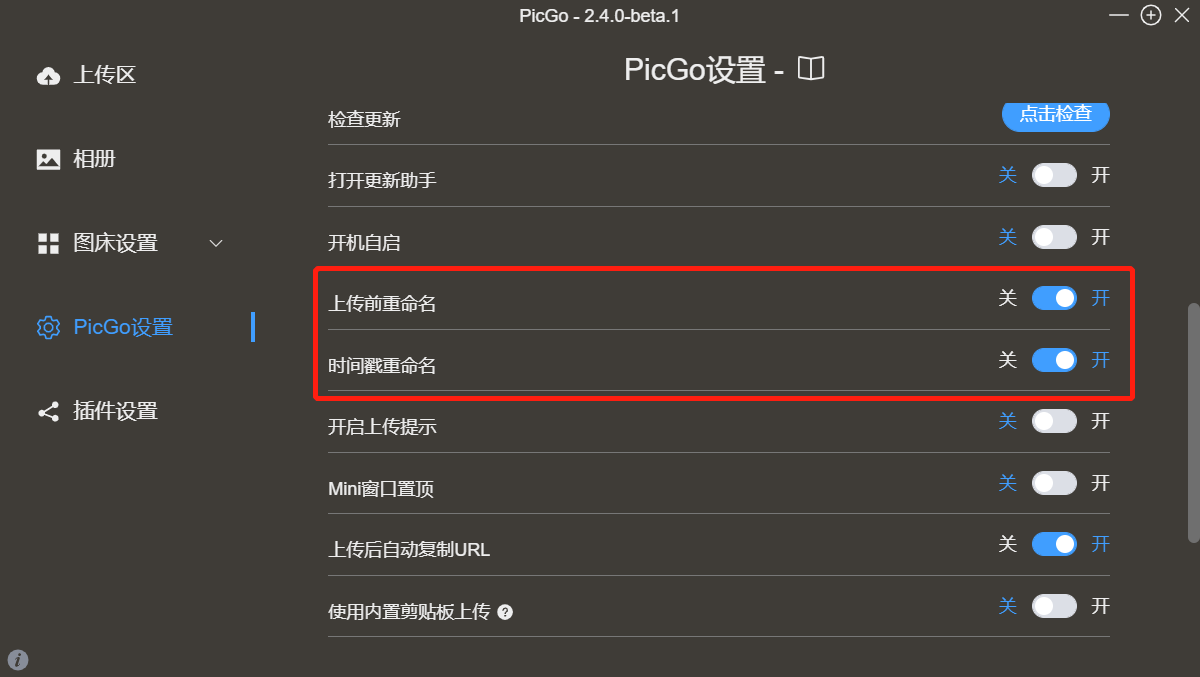 PicGo - 2.4.0-beta.1
上传区
相册
图床设置
PicGo设置
插件设置
PicGo设置 -
检查更新 点击检查
打开更新助手 关 开
开机自启 关 开
上传前重命名 关 开
时间戳重命名 关 开
开启上传提示 关 开
Mini窗口置顶 关 开
上传后自动复制URL 关 开
使用内置剪贴板上传 ? 关 开
i